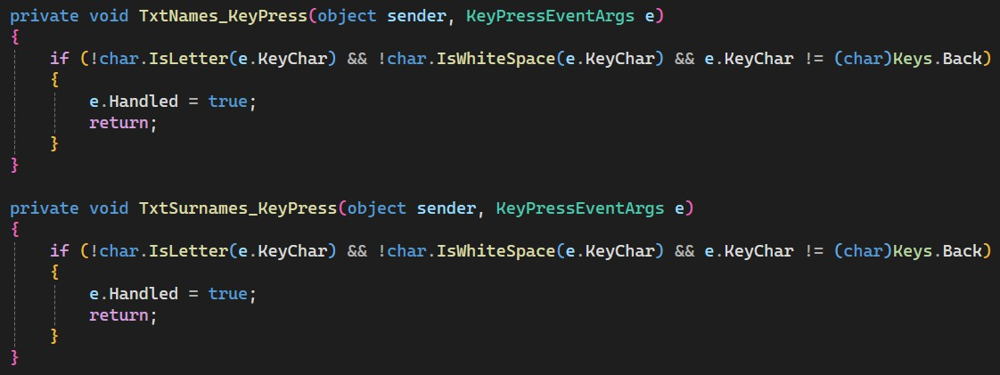 private void TxtNames_KeyPress(object sender, KeyPressEventArgs e)
{
    if (!char.IsLetter(e.KeyChar) && !char.IsWhiteSpace(e.KeyChar) && e.KeyChar != (char)Keys.Back)
    {
        e.Handled = true;
        return;
    }
}

private void TxtSurnames_KeyPress(object sender, KeyPressEventArgs e)
{
    if (!char.IsLetter(e.KeyChar) && !char.IsWhiteSpace(e.KeyChar) && e.KeyChar != (char)Keys.Back)
    {
        e.Handled = true;
        return;
    }
}